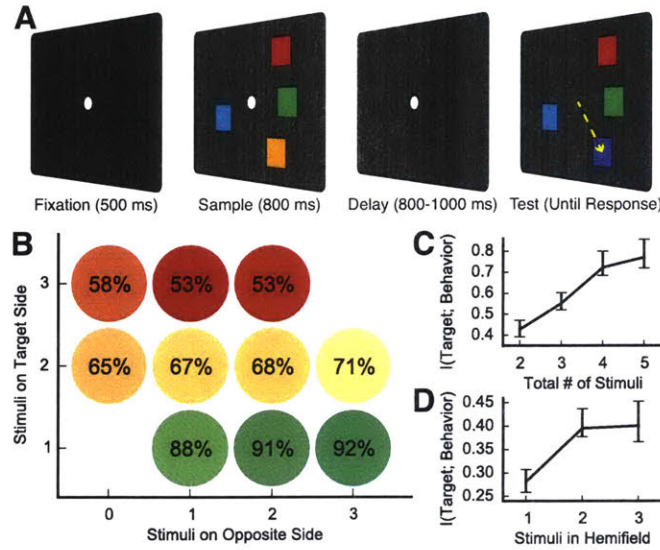 A
Fixation (500 ms)
Sample (800 ms)
Delay (800-1000 ms)
Test (Until Response)
B
Stimuli on Target Side
3
2
1
58%
53%
53%
65%
67%
68%
71%
88%
91%
92%
0
1
2
3
Stimuli on Opposite Side
C
I(Target; Behavior)
0.8
0.7
0.6
0.5
0.4
2
3
4
5
Total # of Stimuli
D
I(Target; Behavior)
0.45
0.40
0.35
0.30
0.25
1
2
3
Stimuli in Hemifield